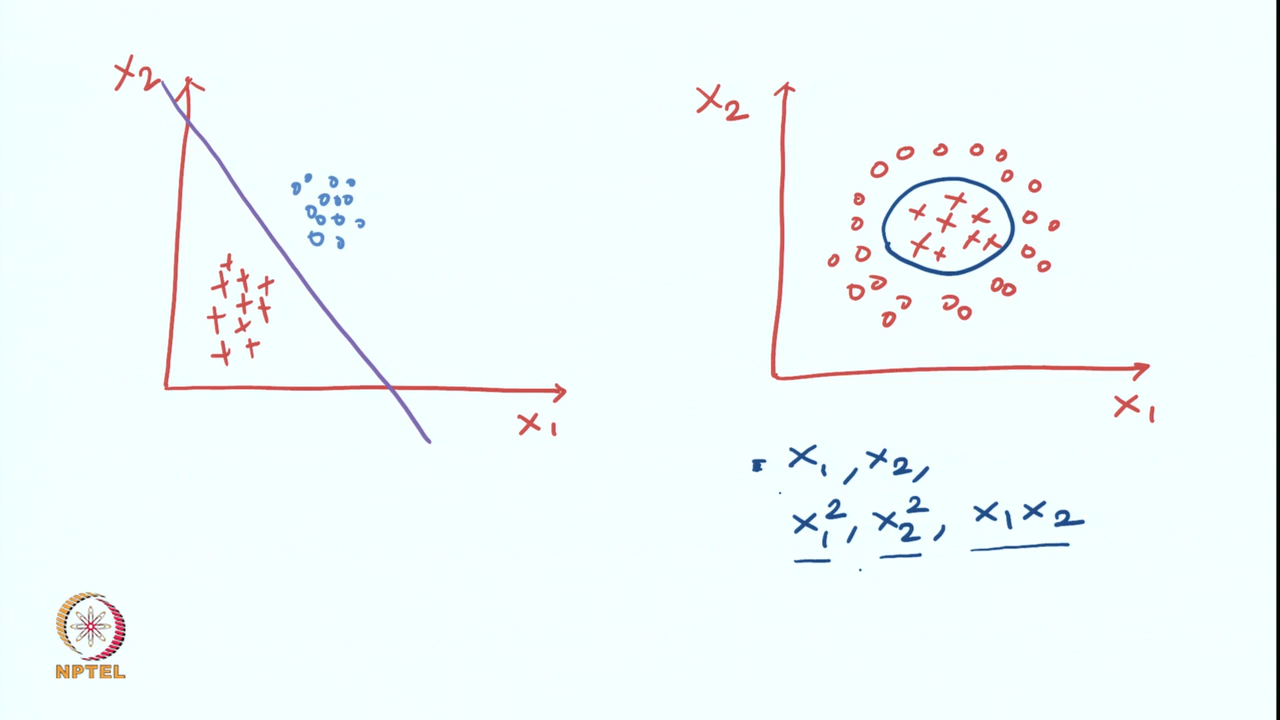 x₂
x₁
x₂
x₁
x₁, x₂,
x₁², x₂², x₁x₂
NPTEL